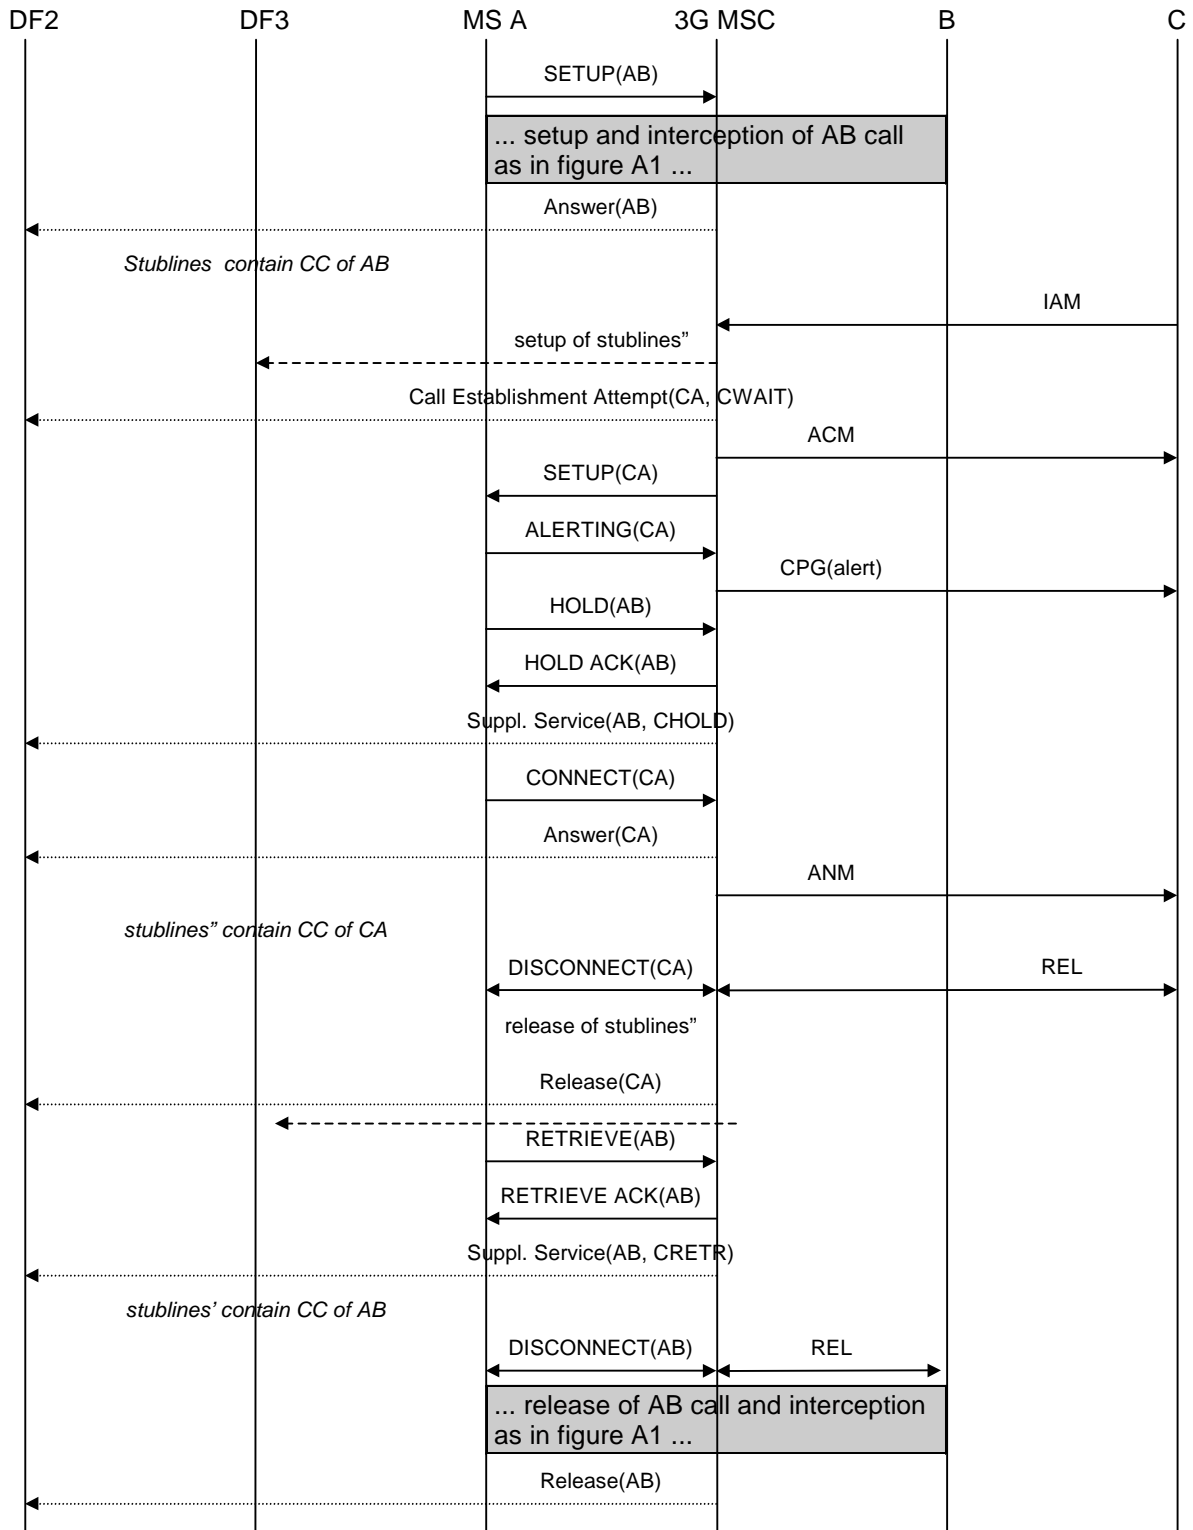 DF2 DF3 MS A 3G MSC B C
SETUP(AB)
... setup and interception of AB call
as in figure A1 ...
Answer(AB)
Stublines contain CC of AB
IAM
setup of stublines”
Call Establishment Attempt(CA, CWAIT)
ACM
SETUP(CA)
ALERTING(CA)
CPG(alert)
HOLD(AB)
HOLD ACK(AB)
Suppl. Service(AB, CHOLD)
CONNECT(CA)
Answer(CA)
ANM
stublines” contain CC of CA
DISCONNECT(CA) REL
release of stublines”
Release(CA)
RETRIEVE(AB)
RETRIEVE ACK(AB)
Suppl. Service(AB, CRETR)
stublines’ contain CC of AB
DISCONNECT(AB) REL
... release of AB call and interception
as in figure A1 ...
Release(AB)